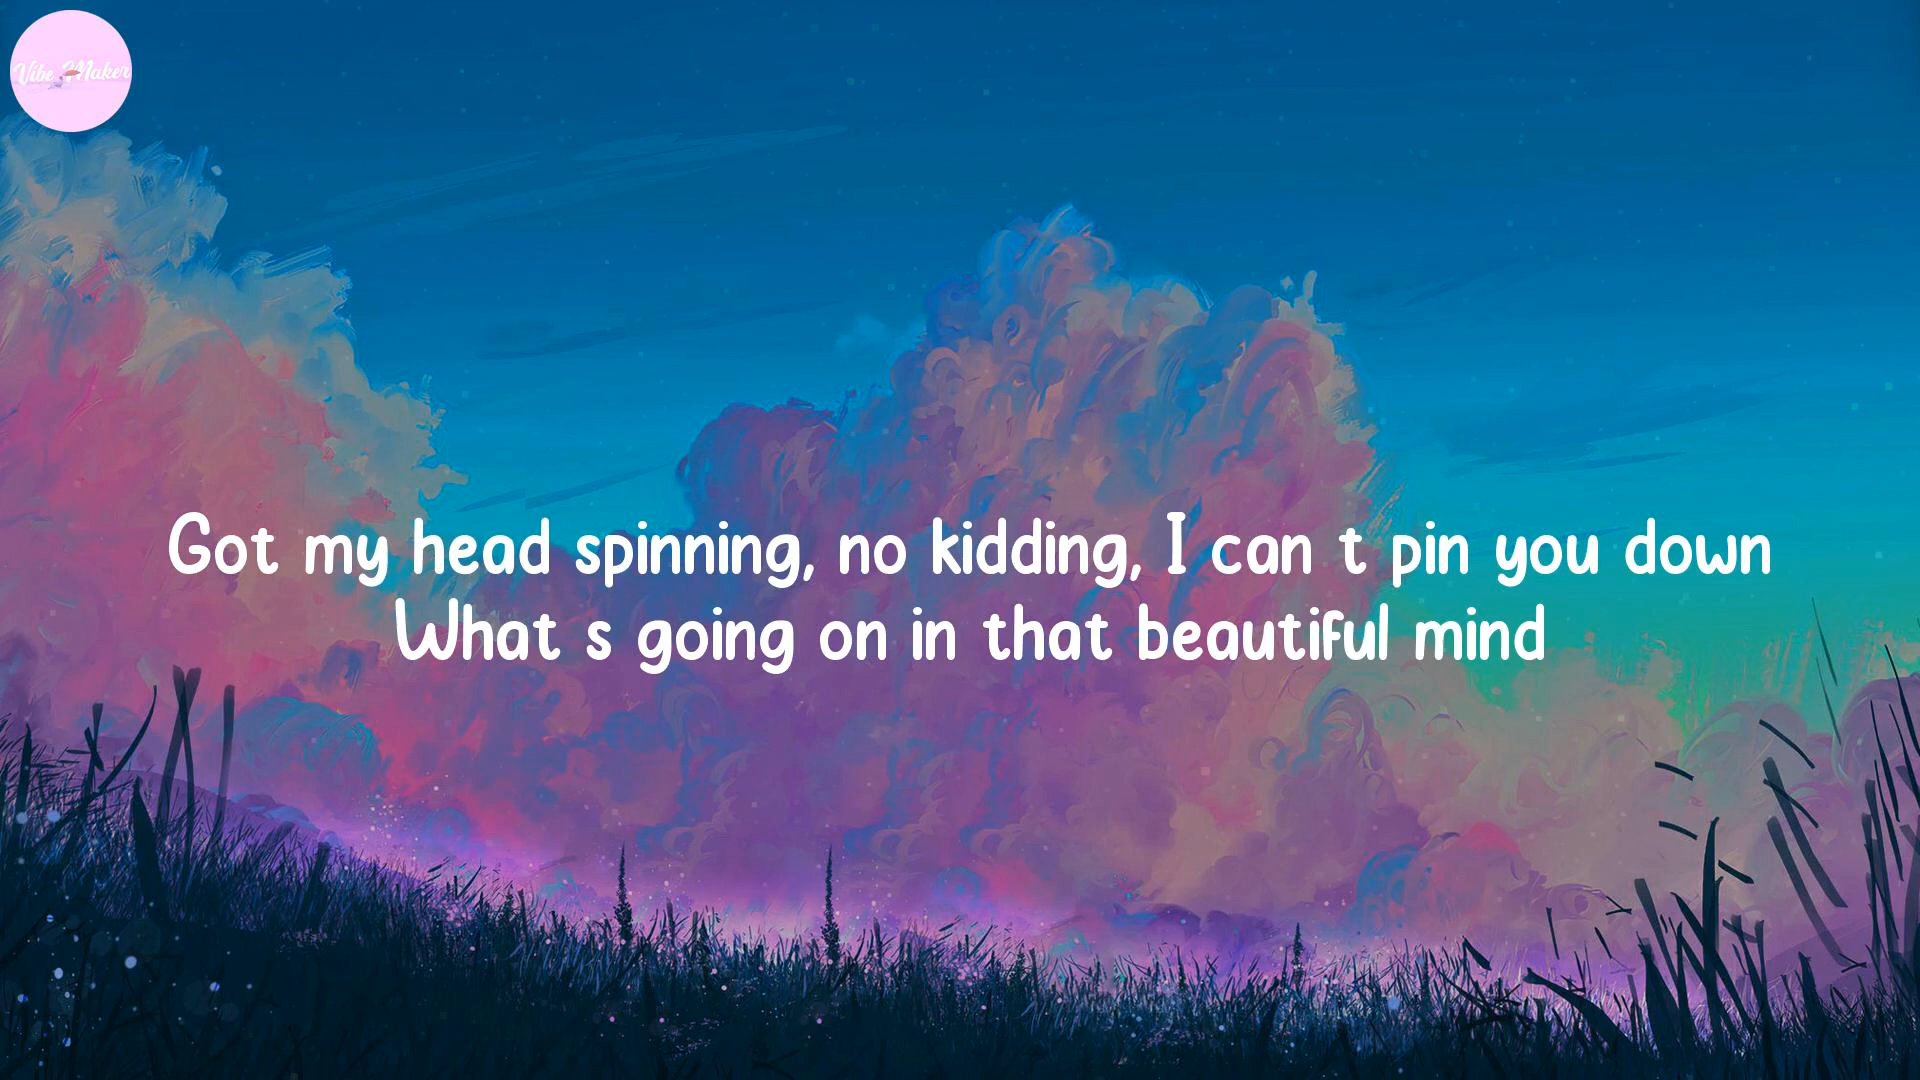 Vibe Maker
Got my head spinning, no kidding, I can t pin you down
What s going on in that beautiful mind